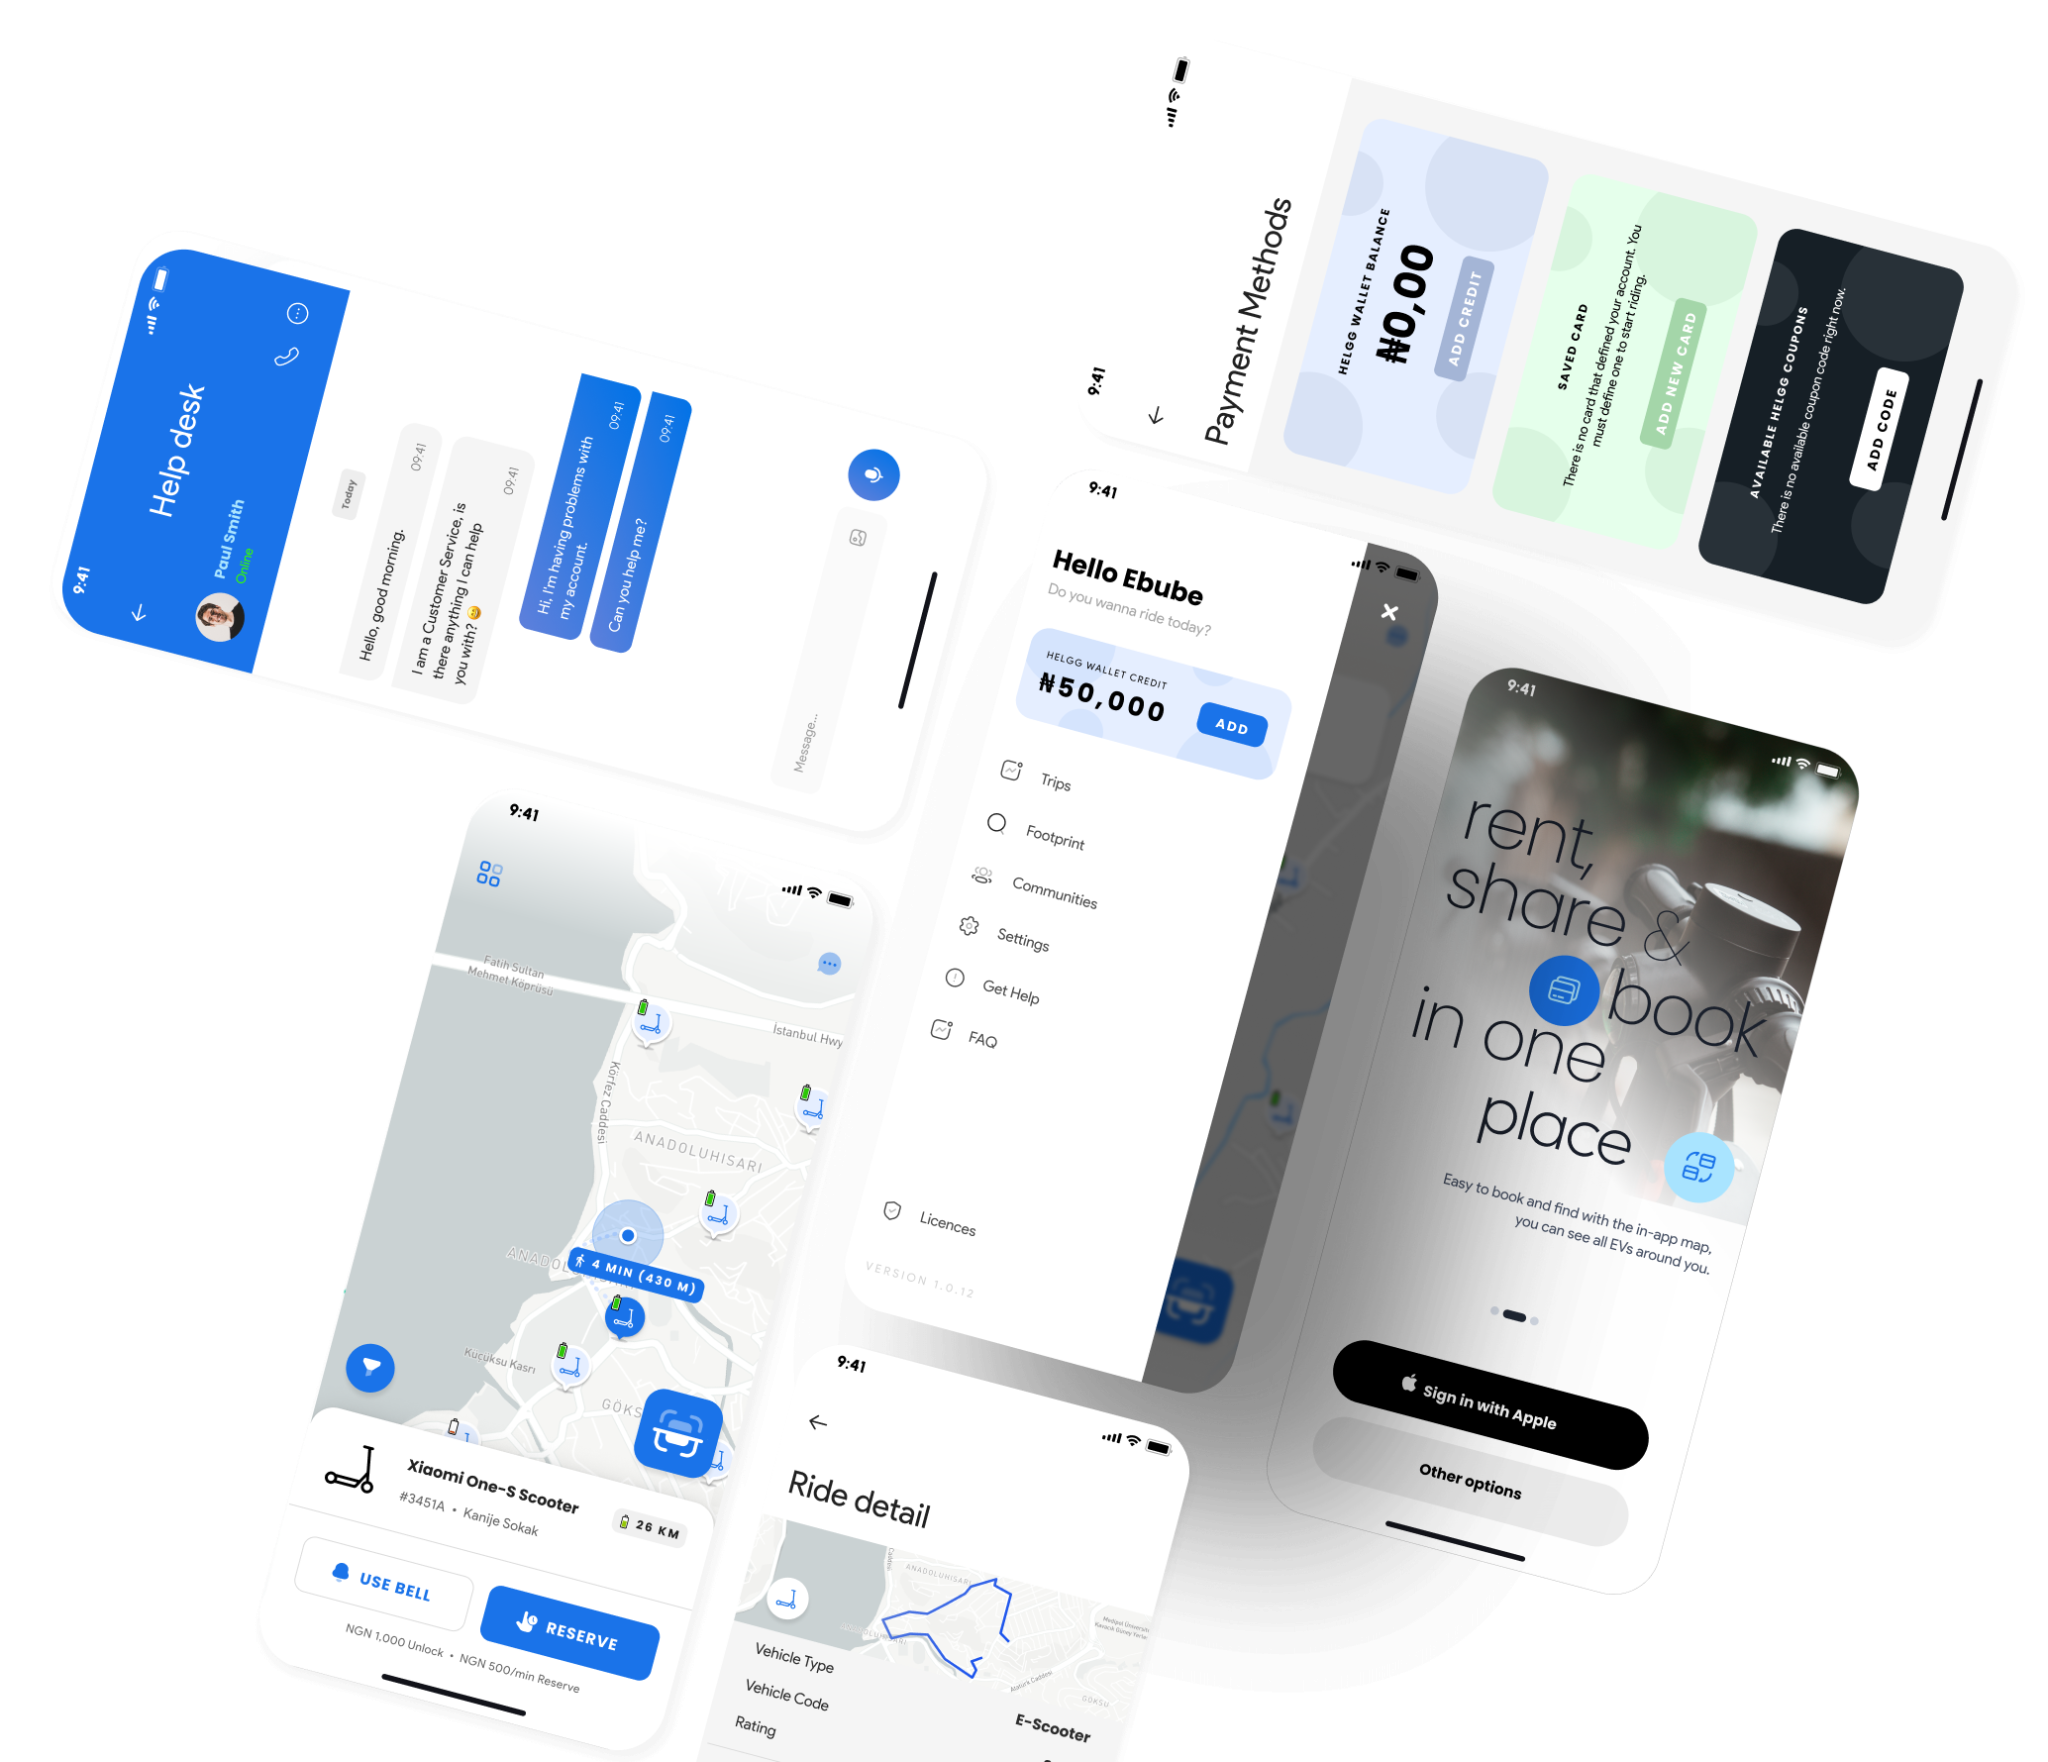 9:41
Help desk
Paul Smith
Online
Today
Hello, good morning.
09:41
I am a Customer Service, is
there anything I can help
you with? 😊
09:41
Hi, I'm having problems with
my account.
09:41
Can you help me?
09:41
Message...
9:41
Payment Methods
HELGG WALLET BALANCE
₦0,00
ADD CREDIT
SAVED CARD
There is no card that defined your account. You
must define one to start riding.
ADD NEW CARD
AVAILABLE HELGG COUPONS
There is no available coupon code right now.
ADD CODE
9:41
Hello Ebube
Do you wanna ride today?
HELGG WALLET CREDIT
₦50,000
ADD
Trips
Footprint
Communities
Settings
Get Help
FAQ
Licences
VERSION 1.0.12
9:41
rent,
share &
book
in one
place
Easy to book and find with the in-app map,
you can see all EVs around you.
Sign in with Apple
Other options
9:41
Fatih Sultan
Mehmet Köprüsü
İstanbul Hwy
Körfez Caddesi
ANADOLUHISARI
4 MIN (430 M)
Kuçuksu Kasrı
Xiaomi One-S Scooter
#3451A • Kanije Sokak
26 KM
USE BELL
RESERVE
NGN 1,000 Unlock • NGN 500/min Reserve
9:41
Ride detail
ANADOLUHISARI
ANADOLUHISARI
Atatürk Caddesi
GÖKSU
Vehicle Type
E-Scooter
Vehicle Code
Rating